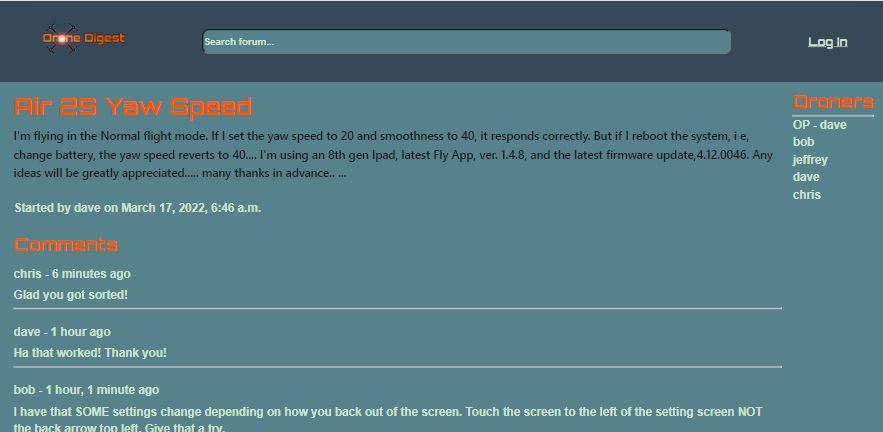 Drone Digest
Search forum...
Log In
Air 2S Yaw Speed
I'm flying in the Normal flight mode. If I set the yaw speed to 20 and smoothness to 40, it responds correctly. But if I reboot the system, i e,
change battery, the yaw speed reverts to 40.... I'm using an 8th gen Ipad, latest Fly App, ver. 1.4.8, and the latest firmware update,4.12.0046. Any
ideas will be greatly appreciated..... many thanks in advance.. ...
Started by dave on March 17, 2022, 6:46 a.m.
Comments
chris - 6 minutes ago
Glad you got sorted!
dave - 1 hour ago
Ha that worked! Thank you!
bob - 1 hour, 1 minute ago
I have that SOME settings change depending on how you back out of the screen. Touch the screen to the left of the setting screen NOT
the back arrow top left. Give that a try.
Droners
OP - dave
bob
jeffrey
dave
chris